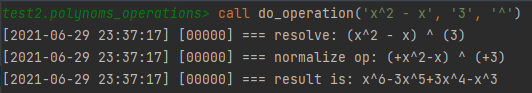 test2.polynoms_operations> call do_operation('x^2 - x', '3', '^')
[2021-06-29 23:37:17] [00000] === resolve: (x^2 - x) ^ (3)
[2021-06-29 23:37:17] [00000] === normalize op: (+x^2-x) ^ (+3)
[2021-06-29 23:37:17] [00000] === result is: x^6-3x^5+3x^4-x^3